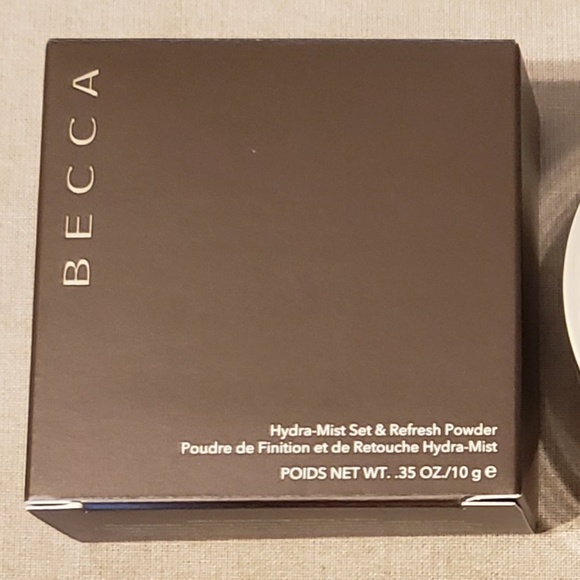 BECCA
Hydra-Mist Set & Refresh Powder
Poudre de Finition et de Retouche Hydra-Mist
POIDS NET WT. .35 OZ./10 g ℮